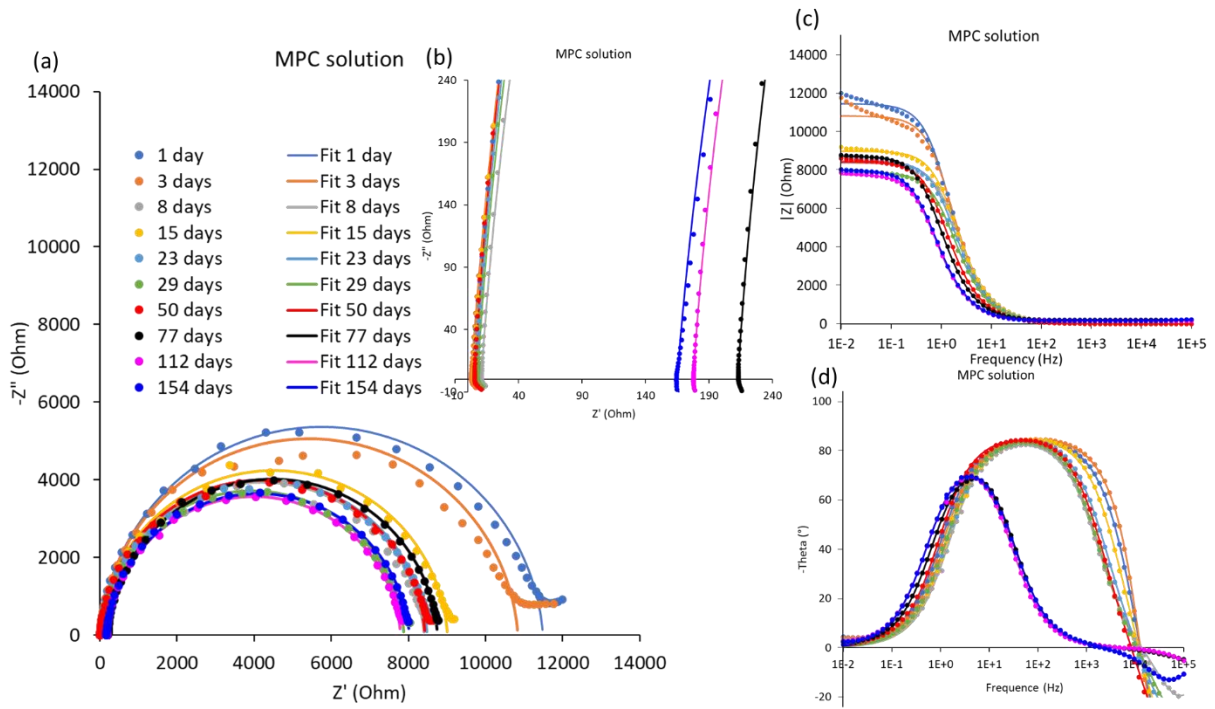 (a)
MPC solution
14000
12000
10000
8000
6000
4000
2000
0
-Z'' (Ohm)
0 2000 4000 6000 8000 10000 12000 14000
Z' (Ohm)
1 day Fit 1 day
3 days Fit 3 days
8 days Fit 8 days
15 days Fit 15 days
23 days Fit 23 days
29 days Fit 29 days
50 days Fit 50 days
77 days Fit 77 days
112 days Fit 112 days
154 days Fit 154 days
(b)
MPC solution
240
190
140
90
40
-10
-Z'' (Ohm)
-10 40 90 140 190 240
Z' (Ohm)
(c)
MPC solution
14000
12000
10000
8000
6000
4000
2000
0
|Z| (Ohm)
1E-2 1E-1 1E+0 1E+1 1E+2 1E+3 1E+4 1E+5
Frequency (Hz)
(d)
MPC solution
100
80
60
40
20
0
-20
-Theta (°)
1E-2 1E-1 1E+0 1E+1 1E+2 1E+3 1E+4 1E+5
Frequence (Hz)